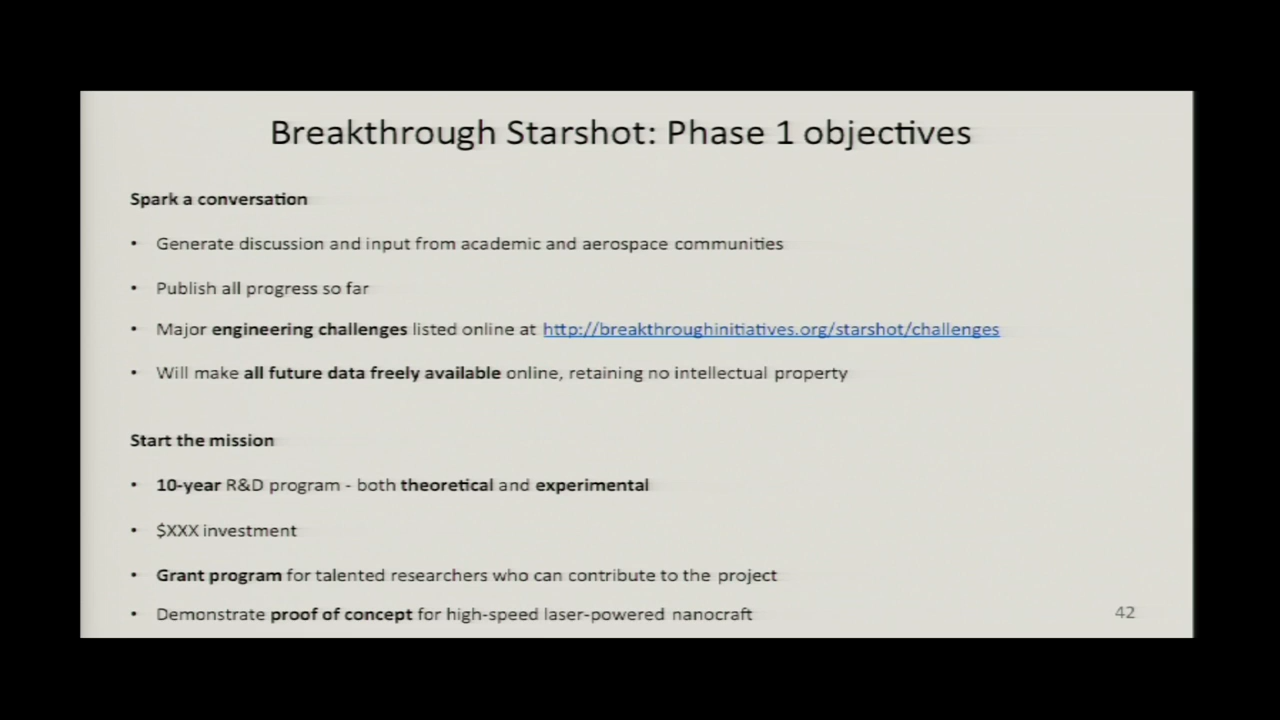 Breakthrough Starshot: Phase 1 objectives
Spark a conversation
• Generate discussion and input from academic and aerospace communities
• Publish all progress so far
• Major engineering challenges listed online at http://breakthroughinitiatives.org/starshot/challenges
• Will make all future data freely available online, retaining no intellectual property
Start the mission
• 10-year R&D program - both theoretical and experimental
• $XXX investment
• Grant program for talented researchers who can contribute to the project
• Demonstrate proof of concept for high-speed laser-powered nanocraft
42